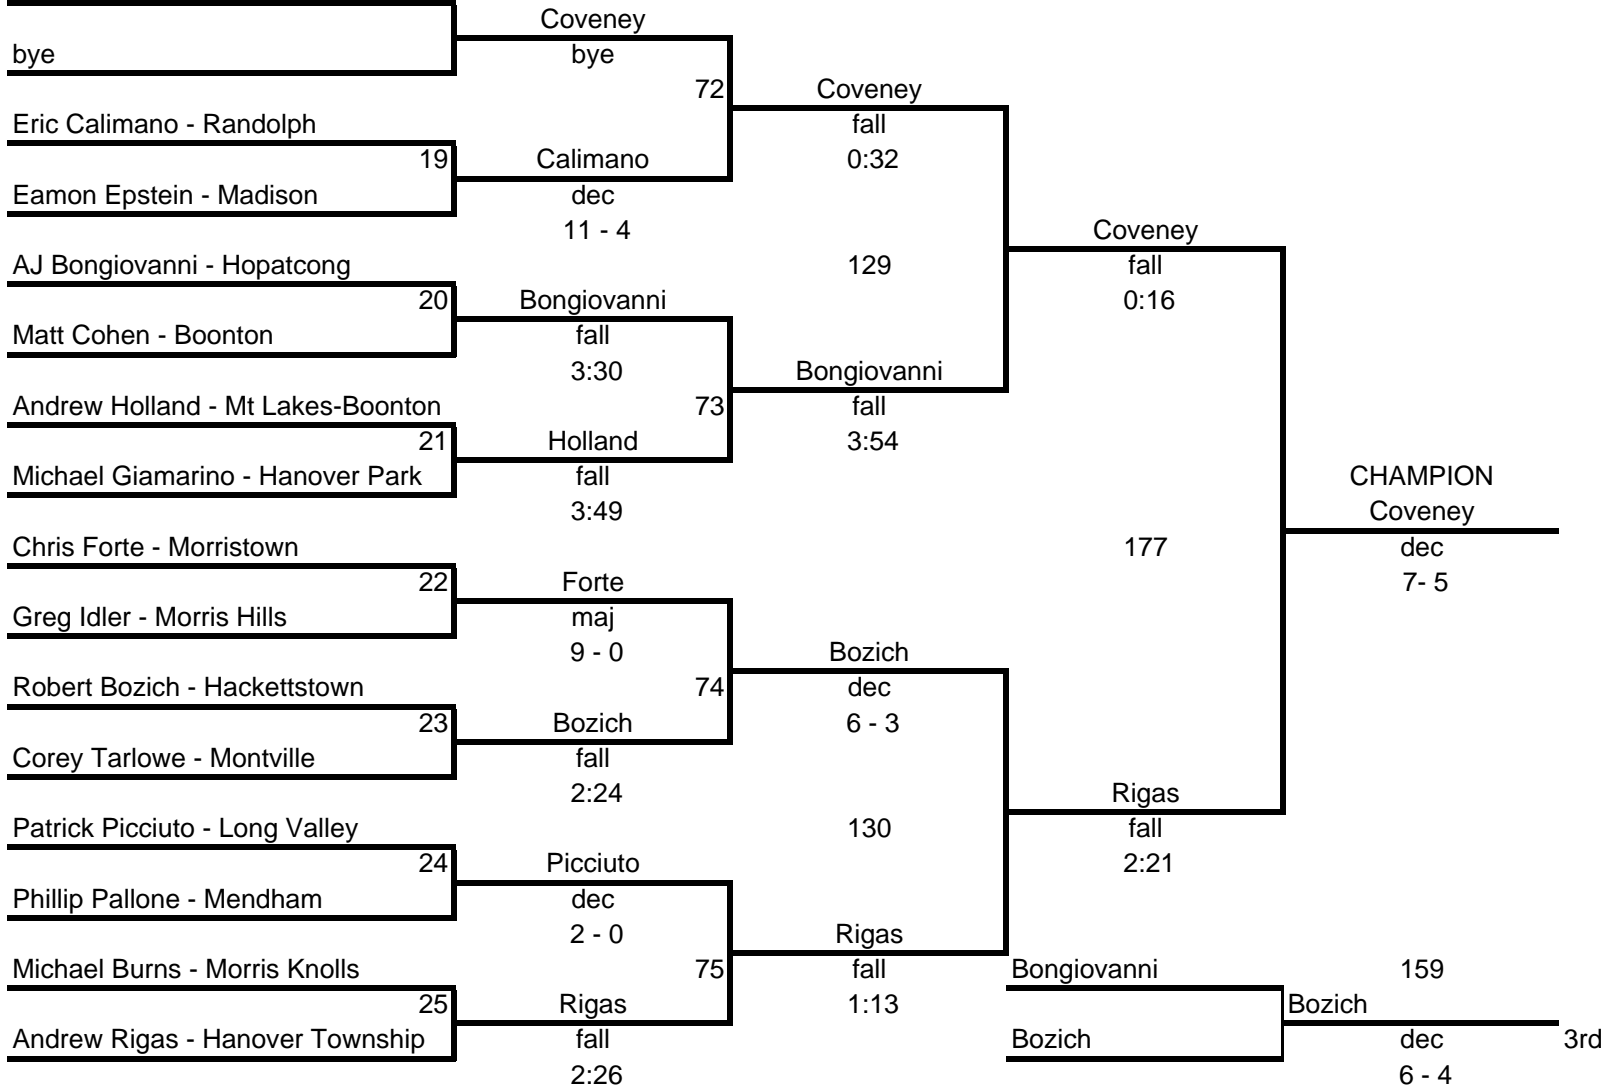 Coveney
bye
bye
72
Coveney
Eric Calimano - Randolph
fall
19
Calimano
0:32
Eamon Epstein - Madison
dec
11 - 4
Coveney
AJ Bongiovanni - Hopatcong
129
fall
20
Bongiovanni
0:16
Matt Cohen - Boonton
fall
3:30
Bongiovanni
Andrew Holland - Mt Lakes-Boonton
73
fall
21
Holland
3:54
Michael Giamarino - Hanover Park
fall
CHAMPION
3:49
Coveney
Chris Forte - Morristown
177
dec
22
Forte
7- 5
Greg Idler - Morris Hills
maj
9 - 0
Bozich
Robert Bozich - Hackettstown
74
dec
23
Bozich
6 - 3
Corey Tarlowe - Montville
fall
2:24
Rigas
Patrick Picciuto - Long Valley
130
fall
24
Picciuto
2:21
Phillip Pallone - Mendham
dec
2 - 0
Rigas
Michael Burns - Morris Knolls
75
fall
Bongiovanni
159
25
Rigas
1:13
Bozich
Andrew Rigas - Hanover Township
fall
Bozich
dec
3rd
2:26
6 - 4